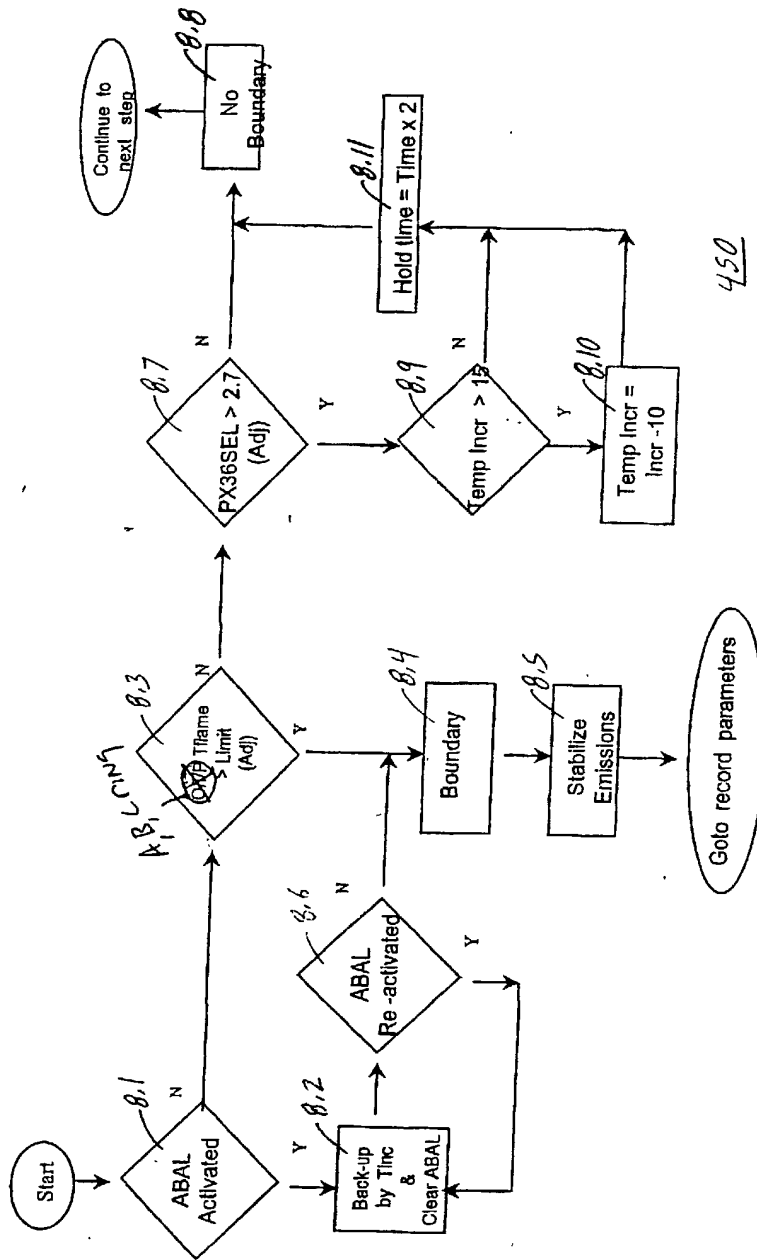 Start
8.1
ABAL
Activated
N
Y
8.2
Back-up
by TInc
&
Clear ABAL
8.6
ABAL
Re -activated
N
Y
A, B, C
8.3
Tflame
> Limit
(Adj)
N
Y
8.4
Boundary
8.5
Stabilize
Emissions
Goto record parameters
8.7
PX36SEL > 2.7
(Adj)
N
Y
8.9
Temp Incr > 15
N
Y
8.10
Temp Incr =
Incr -10
8.11
Hold time = Time x 2
8.8
No
Boundary
Continue to
next step
450